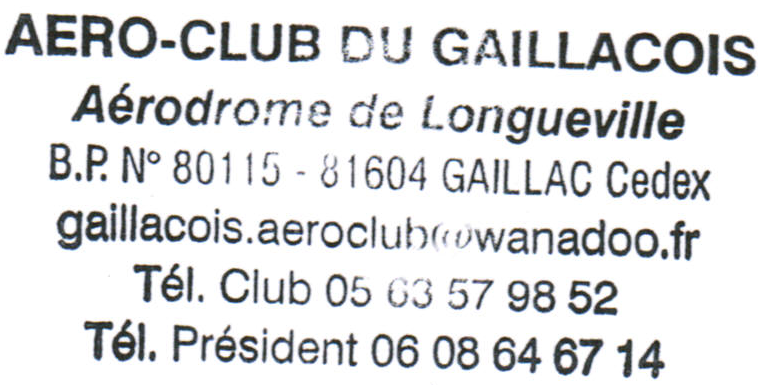 AERO-CLUB DU GAILLACOIS
Aérodrome de Longueville
B.P. N° 80115 - 81604 GAILLAC Cedex
gaillacois.aeroclub@wanadoo.fr
Tél. Club 05 63 57 98 52
Tél. Président 06 08 64 67 14